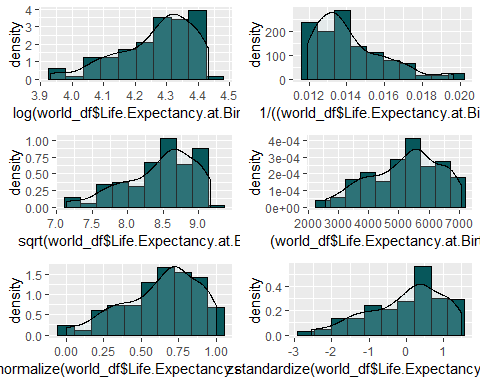 density
4
3
2
1
0
3.9 4.0 4.1 4.2 4.3 4.4 4.5
log(world_df$Life.Expectancy.at.Bir
density
200
100
0
0.012 0.014 0.016 0.018 0.020
1/((world_df$Life.Expectancy.at.Bir
density
1.00
0.75
0.50
0.25
0.00
7.0 7.5 8.0 8.5 9.0
sqrt(world_df$Life.Expectancy.at.B
density
4e-04
3e-04
2e-04
1e-04
0e+00
2000 3000 4000 5000 6000 7000
(world_df$Life.Expectancy.at.Birt
density
1.5
1.0
0.5
0.0
0.00 0.25 0.50 0.75 1.00
normalize(world_df$Life.Expectancy
density
0.4
0.2
0.0
-3 -2 -1 0 1
standardize(world_df$Life.Expectancy